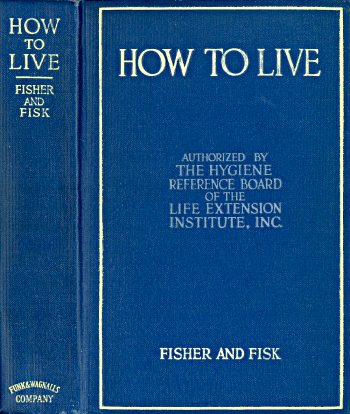 HOW
TO
LIVE
FISHER
AND
FISK
FUNK & WAGNALLS
COMPANY
HOW TO LIVE
AUTHORIZED BY
THE HYGIENE
REFERENCE BOARD
OF THE
LIFE EXTENSION
INSTITUTE, INC.
FISHER AND FISK